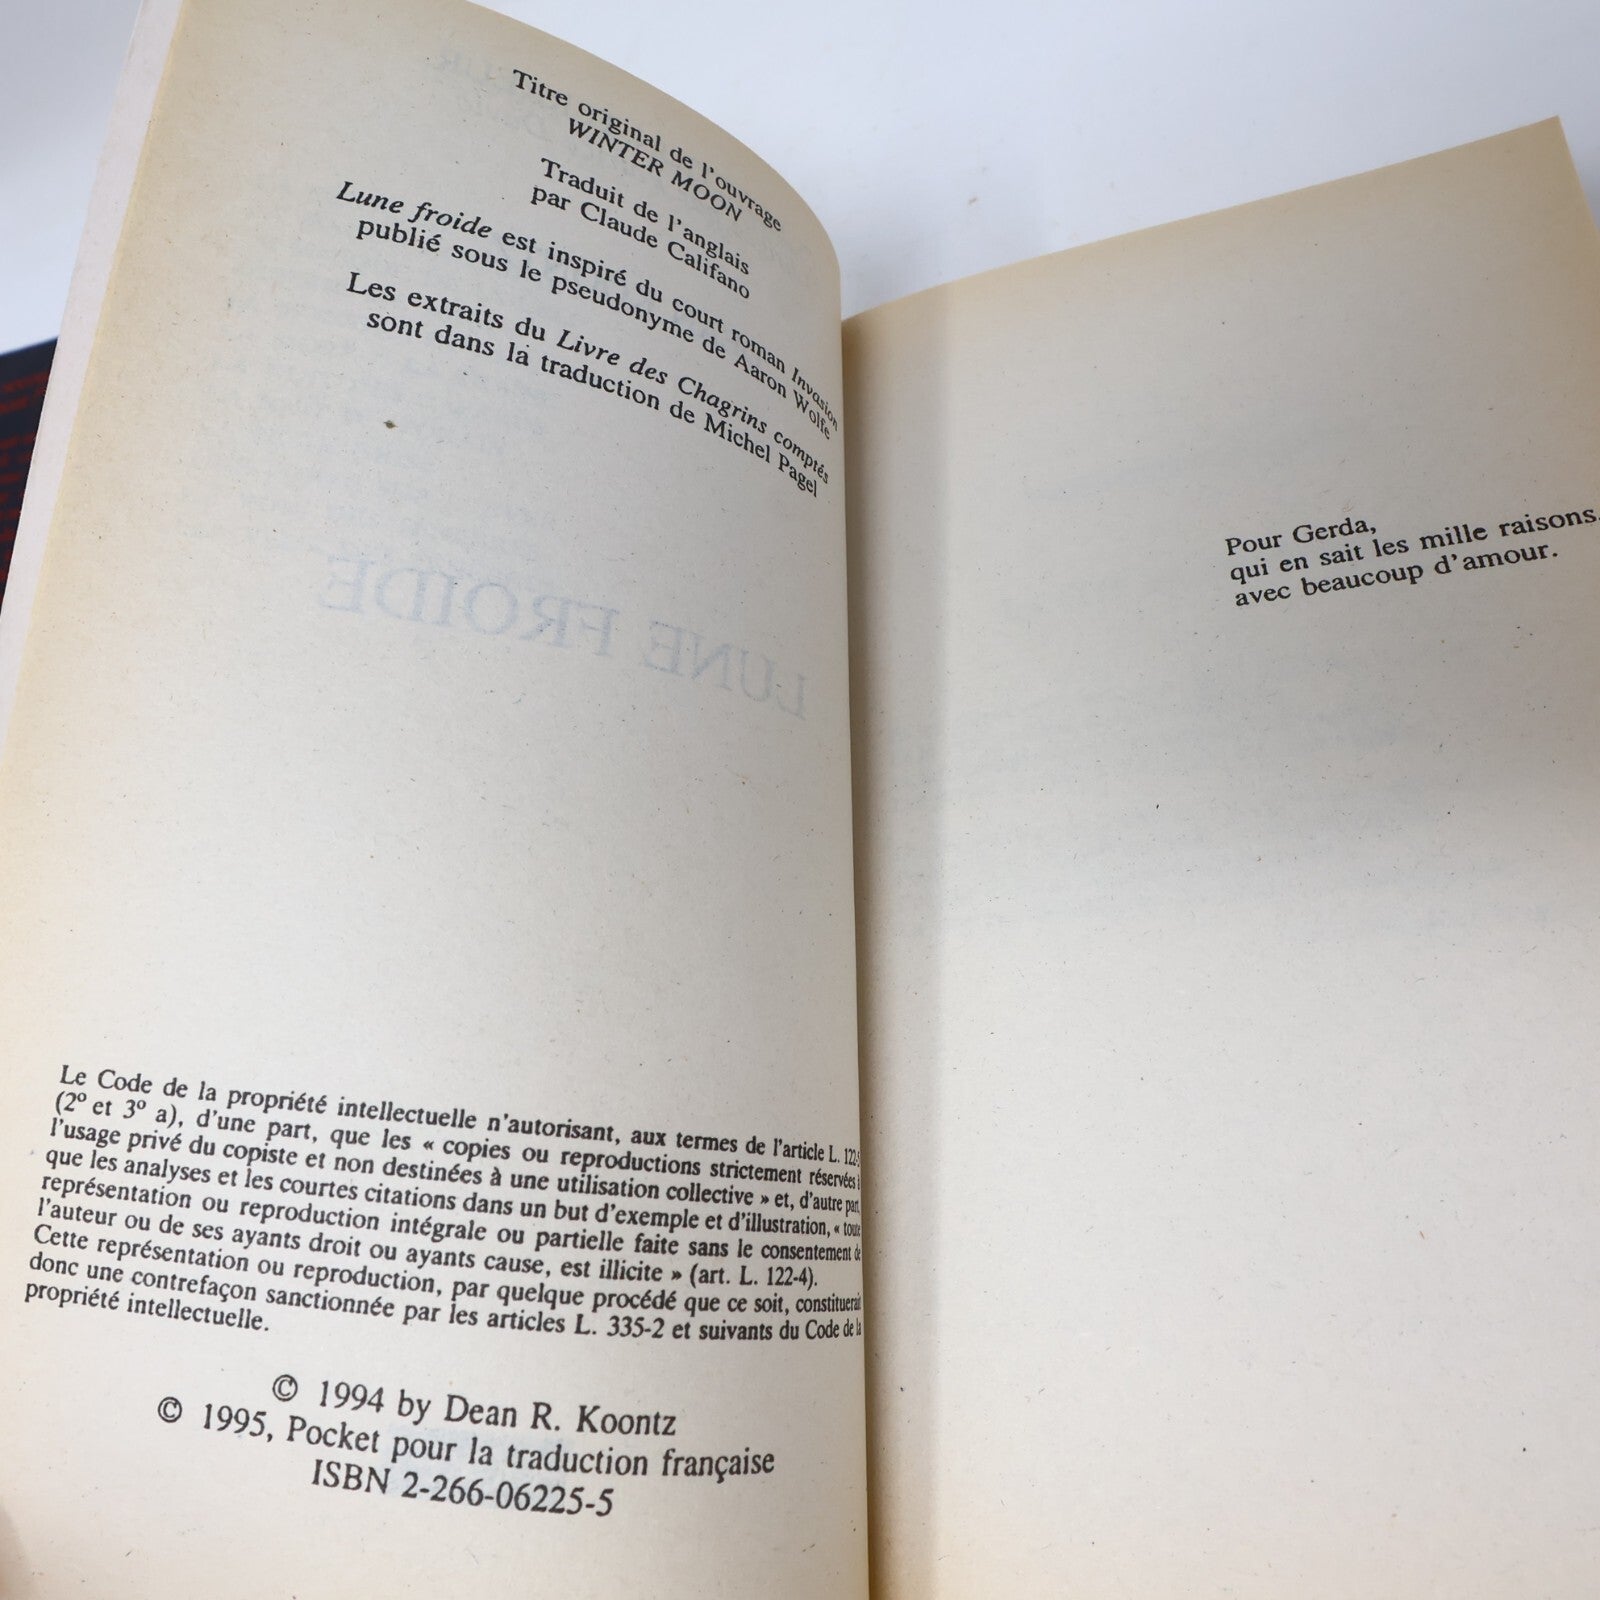 Titre original de l'ouvrage
WINTER MOON
Traduit de l'anglais
par Claude Califano
Lune froide est inspiré du court roman Invasion
publié sous le pseudonyme de Aaron Wolfe
Les extraits du Livre des Chagrins comptés
sont dans la traduction de Michel Pagel
LUNE FROIDE
Le Code de la propriété intellectuelle n'autorisant, aux termes de l'article L. 122-5
(2º et 3º a), d'une part, que les « copies ou reproductions strictement réservées à
l'usage privé du copiste et non destinées à une utilisation collective » et, d'autre part,
que les analyses et les courtes citations dans un but d'exemple et d'illustration, « toute
représentation ou reproduction intégrale ou partielle faite sans le consentement de
l'auteur ou de ses ayants droit ou ayants cause, est illicite » (art. L. 122-4).
Cette représentation ou reproduction, par quelque procédé que ce soit, constituerait
donc une contrefaçon sanctionnée par les articles L. 335-2 et suivants du Code de la
propriété intellectuelle.
© 1994 by Dean R. Koontz
© 1995, Pocket pour la traduction française
ISBN 2-266-06225-5
Pour Gerda,
qui en sait les mille raisons,
avec beaucoup d'amour.